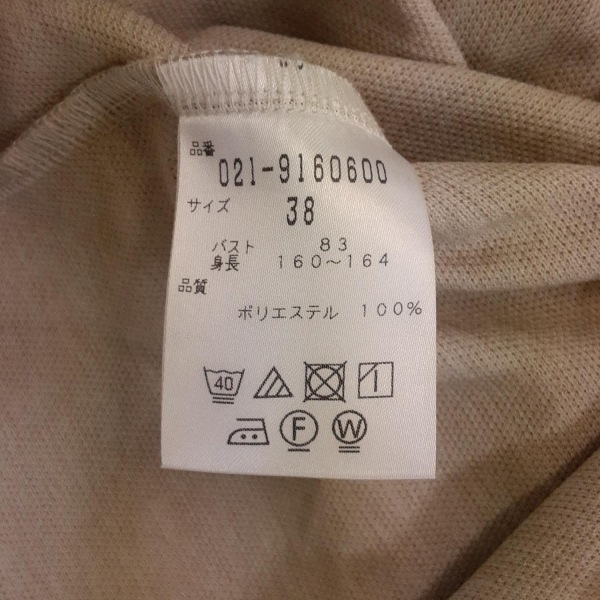 品番
021-9160600
サイズ 38
バスト 83
身長 160～164
品質
ポリエステル 100%
40
F W